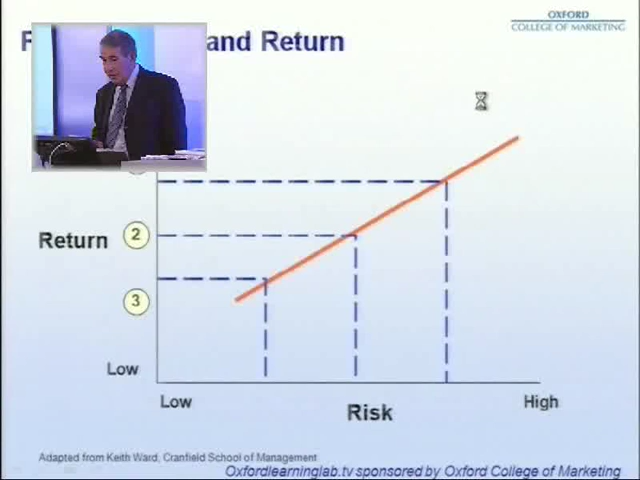 OXFORD
COLLEGE OF MARKETING
and Return
Return
2
3
Low
Low
High
Risk
Adapted from Keith Ward, Cranfield School of Management
Oxfordlearninglab.tv sponsored by Oxford College of Marketing